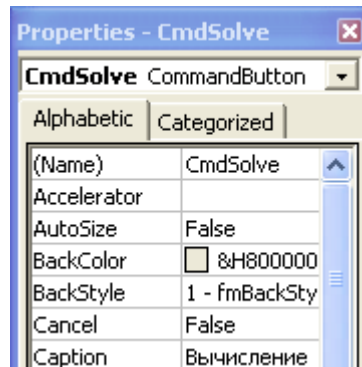 Properties - CmdSolve
CmdSolve CommandButton
Alphabetic Categorized
(Name) CmdSolve
Accelerator
AutoSize False
BackColor &H800000
BackStyle 1 - fmBackSty
Cancel False
Caption Вычисление